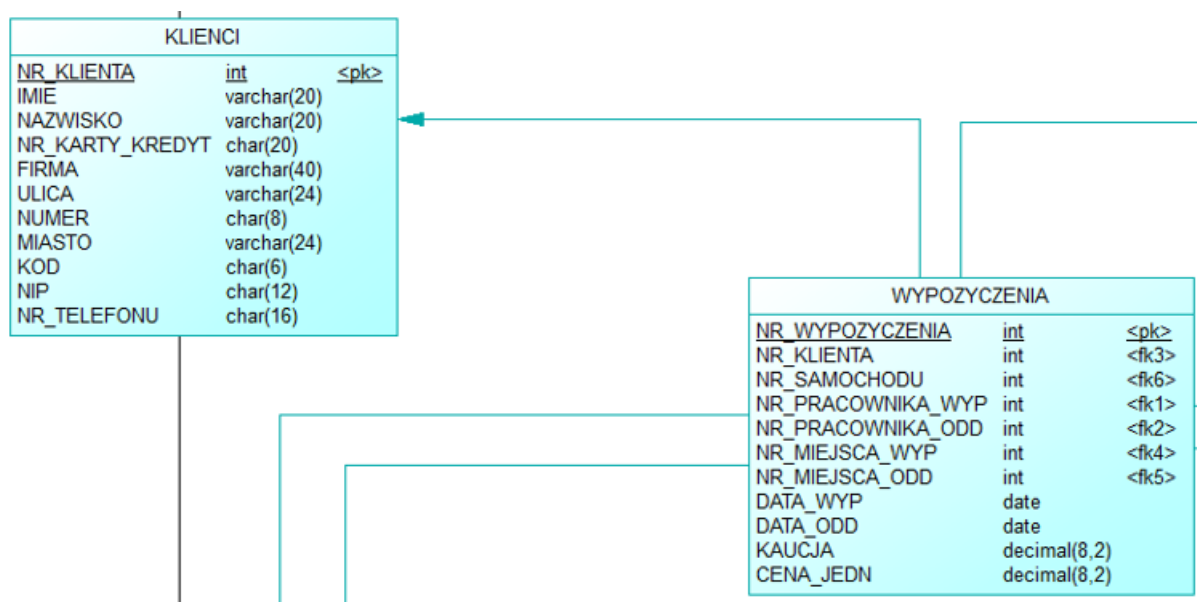 KLIENCI
NR_KLIENTA int <pk>
IMIE varchar(20)
NAZWISKO varchar(20)
NR_KARTY_KREDYT char(20)
FIRMA varchar(40)
ULICA varchar(24)
NUMER char(8)
MIASTO varchar(24)
KOD char(6)
NIP char(12)
NR_TELEFONU char(16)
WYPOZYCZENIA
NR_WYPOZYCZENIA int <pk>
NR_KLIENTA int <fk3>
NR_SAMOCHODU int <fk6>
NR_PRACOWNIKA_WYP int <fk1>
NR_PRACOWNIKA_ODD int <fk2>
NR_MIEJSCA_WYP int <fk4>
NR_MIEJSCA_ODD int <fk5>
DATA_WYP date
DATA_ODD date
KAUCJA decimal(8,2)
CENA_JEDN decimal(8,2)